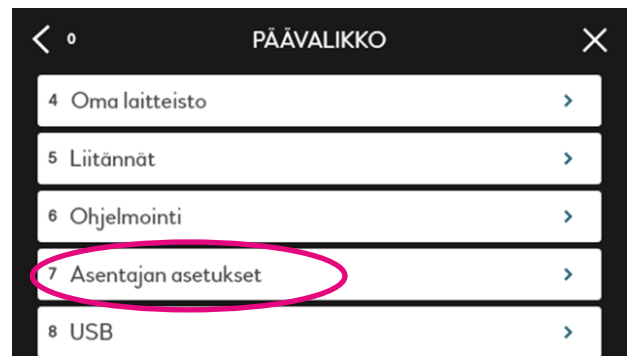 0 PÄÄVALIKKO
4 Oma laitteisto
5 Liitännät
6 Ohjelmointi
7 Asentajan asetukset
8 USB